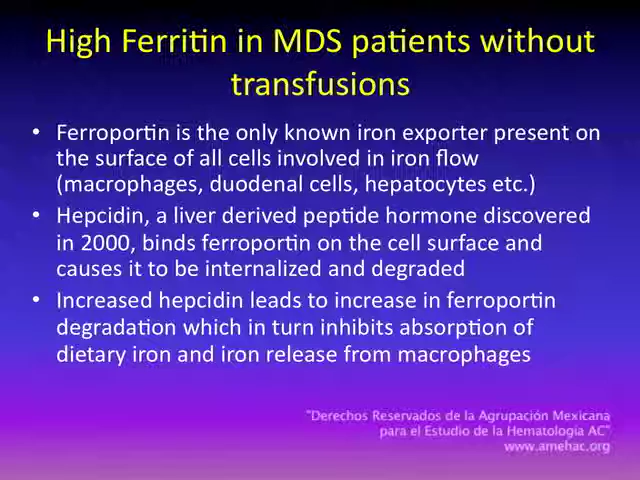 High Ferritin in MDS patients without
transfusions
• Ferroportin is the only known iron exporter present on
the surface of all cells involved in iron flow
(macrophages, duodenal cells, hepatocytes etc.)
• Hepcidin, a liver derived peptide hormone discovered
in 2000, binds ferroportin on the cell surface and
causes it to be internalized and degraded
• Increased hepcidin leads to increase in ferroportin
degradation which in turn inhibits absorption of
dietary iron and iron release from macrophages
"Derechos Reservados de la Agrupación Mexicana
para el Estudio de la Hematología AC"
www.amehac.org